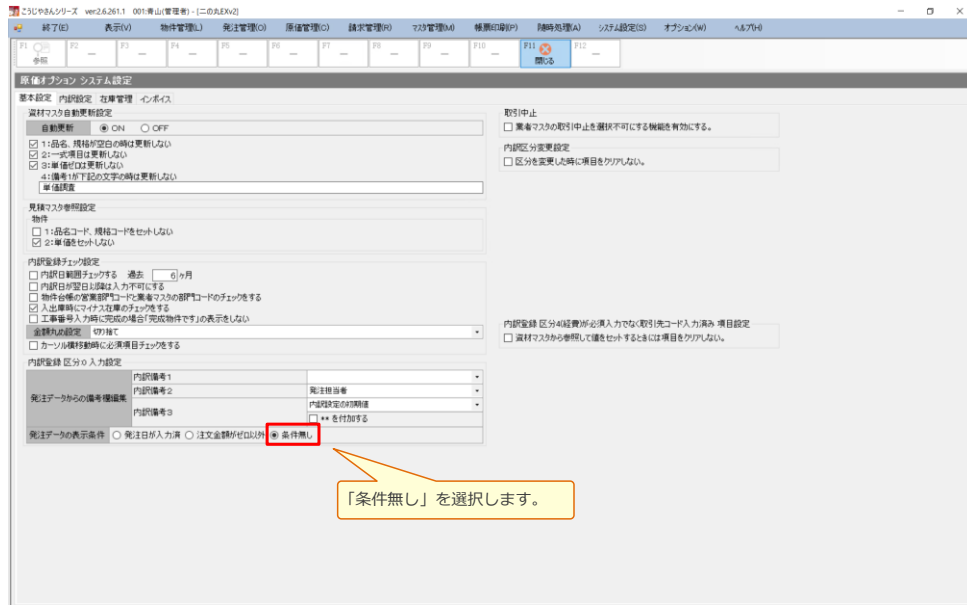 こうじやさんシリーズ ver.2.6.261.1 001:青山(管理者) - [二の丸EXv2]
終了(E) 表示(V) 物件管理(L) 発注管理(O) 原価管理(C) 請求管理(R) マスタ管理(M) 帳票印刷(P) 随時処理(A) システム設定(S) オプション(W) ヘルプ(H)
F1 F2 F3 F4 F5 F6 F7 F8 F9 F10 F11 F12
参照 閉じる
原価オプション システム設定
基本設定 内訳設定 在庫管理 インボイス
資材マスタ自動更新設定
自動更新 ON OFF
1:品名、規格が空白の時は更新しない
2:一式項目は更新しない
3:単価ゼロは更新しない
4:備考1が下記の文字の時は更新しない
単価調査
見積マスタ参照設定
物件
1:品名コード、規格コードをセットしない
2:単価をセットしない
内訳登録チェック設定
内訳日範囲チェックする 過去 6 ヶ月
内訳日が翌日以降は入力不可にする
物件台帳の営業部門コードと業者マスタの部門コードのチェックをする
入出庫時にマイナス在庫のチェックをする
工事番号入力時に完成の場合「完成物件です」の表示をしない
金額丸め設定 切り捨て
カーソル横移動時に必須項目チェックをする
内訳登録 区分0 入力設定
発注データからの備考欄編集
内訳備考1
内訳備考2 発注担当者
内訳備考3 内訳設定の初期値
** を付加する
発注データの表示条件 発注日が入力済 注文金額がゼロ以外 条件無し
取引中止
業者マスタの取引中止を選択不可にする機能を有効にする。
内訳区分変更設定
区分を変更した時に項目をクリアしない。
内訳登録 区分4(経費)が必須入力でなく取引先コード入力済み 項目設定
資材マスタから参照して値をセットするときには項目をクリアしない。
「条件無し」を選択します。